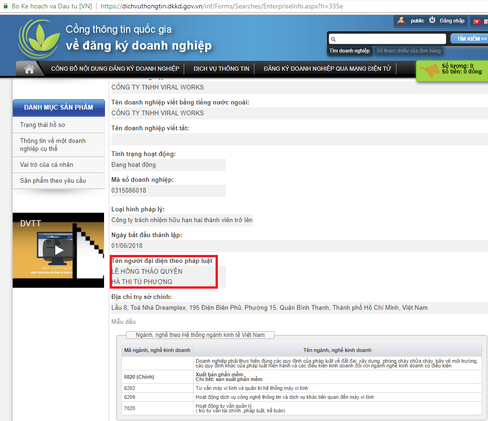 Bo Ke hoach va Dau tu [VN]
https://dichvuthongtin.dkkd.gov.vn/inf/Forms/Searches/EnterpriseInfo.aspx?h=335e
Cổng thông tin quốc gia
về đăng ký doanh nghiệp
public
Đăng nhập
TÌM KIẾM >>
Tìm doanh nghiệp
CÔNG BỐ NỘI DUNG ĐĂNG KÝ DOANH NGHIỆP
DỊCH VỤ THÔNG TIN
ĐĂNG KÝ DOANH NGHIỆP QUA MẠNG ĐIỆN TỬ
Số lượng: 0
Số tiền: 0 đồng
DANH MỤC SẢN PHẨM
Trạng thái hồ sơ
Thông tin về một doanh nghiệp cụ thể
Vai trò của cá nhân
Sản phẩm theo yêu cầu
DVTT
CÔNG TY TNHH VIRAL WORKS
Tên doanh nghiệp viết bằng tiếng nước ngoài:
CÔNG TY TNHH VIRAL WORKS
Tên doanh nghiệp viết tắt:
Tình trạng hoạt động:
Đang hoạt động
Mã số doanh nghiệp:
0315086018
Loại hình pháp lý:
Công ty trách nhiệm hữu hạn hai thành viên trở lên
Ngày bắt đầu thành lập:
01/06/2018
Tên người đại diện theo pháp luật
LÊ HỒNG THẢO QUYÊN
HÀ THỊ TÚ PHƯỢNG
Địa chỉ trụ sở chính:
Lầu 8, Toà Nhà Dreamplex, 195 Điện Biên Phủ, Phường 15, Quận Bình Thạnh, Thành phố Hồ Chí Minh, Việt Nam
Mẫu dấu
Ngành, nghề theo Hệ thống ngành kinh tế Việt Nam
Mã ngành, nghề kinh doanh
Tên ngành, nghề kinh doanh
Doanh nghiệp phải thực hiện đúng các quy định của pháp luật về đất đai, xây dựng, phòng cháy chữa cháy, bảo vệ môi trường,
các quy định khác của pháp luật hiện hành và các điều kiện kinh doanh đối với ngành nghề kinh doanh có điều kiện
5820 (Chính)
Xuất bản phần mềm
Chi tiết: sản xuất phần mềm
6202
Tư vấn máy vi tính và quản trị hệ thống máy vi tính
6209
Hoạt động dịch vụ công nghệ thông tin và dịch vụ khác liên quan đến máy vi tính
7020
Hoạt động tư vấn quản lý
( trừ tư vấn tài chính ,pháp luật, kế toán)